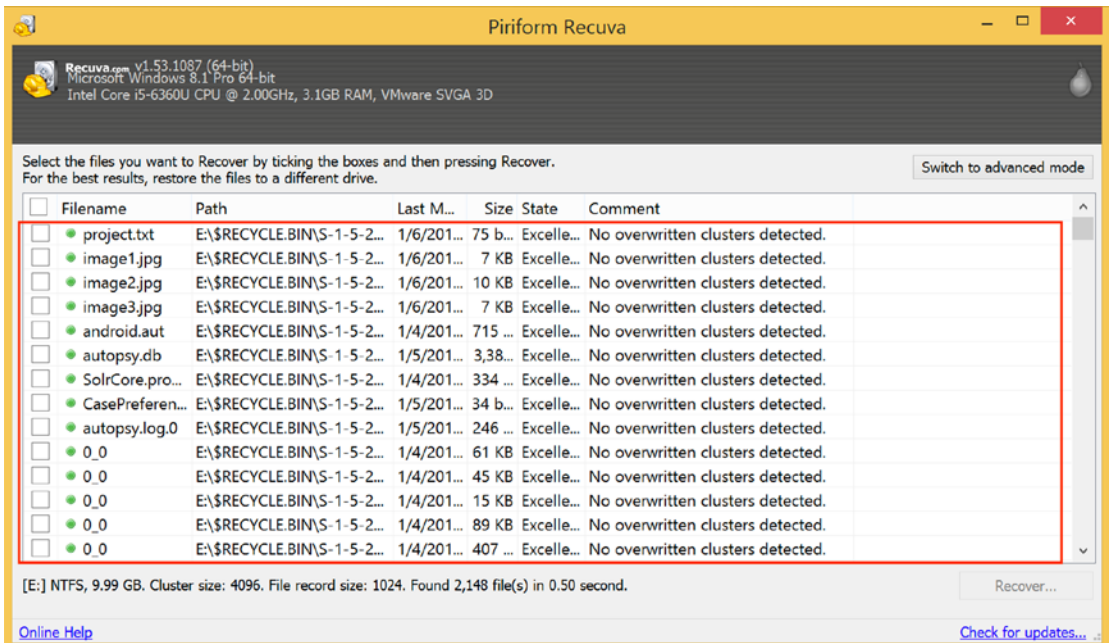 Piriform Recuva
Recuva.com v1.53.1087 (64-bit)
Microsoft Windows 8.1 Pro 64-bit
Intel Core i5-6360U CPU @ 2.00GHz, 3.1GB RAM, VMware SVGA 3D
Select the files you want to Recover by ticking the boxes and then pressing Recover.
For the best results, restore the files to a different drive.
Switch to advanced mode
Filename Path Last M... Size State Comment
project.txt E:\$RECYCLE.BIN\S-1-5-2... 1/6/201... 75 b... Excelle... No overwritten clusters detected.
image1.jpg E:\$RECYCLE.BIN\S-1-5-2... 1/6/201... 7 KB Excelle... No overwritten clusters detected.
image2.jpg E:\$RECYCLE.BIN\S-1-5-2... 1/6/201... 10 KB Excelle... No overwritten clusters detected.
image3.jpg E:\$RECYCLE.BIN\S-1-5-2... 1/6/201... 7 KB Excelle... No overwritten clusters detected.
android.aut E:\$RECYCLE.BIN\S-1-5-2... 1/4/201... 715 ... Excelle... No overwritten clusters detected.
autopsy.db E:\$RECYCLE.BIN\S-1-5-2... 1/5/201... 3,38... Excelle... No overwritten clusters detected.
SolrCore.pro... E:\$RECYCLE.BIN\S-1-5-2... 1/4/201... 334 ... Excelle... No overwritten clusters detected.
CasePreferen... E:\$RECYCLE.BIN\S-1-5-2... 1/5/201... 34 b... Excelle... No overwritten clusters detected.
autopsy.log.0 E:\$RECYCLE.BIN\S-1-5-2... 1/5/201... 246 ... Excelle... No overwritten clusters detected.
0_0 E:\$RECYCLE.BIN\S-1-5-2... 1/4/201... 61 KB Excelle... No overwritten clusters detected.
0_0 E:\$RECYCLE.BIN\S-1-5-2... 1/4/201... 45 KB Excelle... No overwritten clusters detected.
0_0 E:\$RECYCLE.BIN\S-1-5-2... 1/4/201... 15 KB Excelle... No overwritten clusters detected.
0_0 E:\$RECYCLE.BIN\S-1-5-2... 1/4/201... 89 KB Excelle... No overwritten clusters detected.
0_0 E:\$RECYCLE.BIN\S-1-5-2... 1/4/201... 407 ... Excelle... No overwritten clusters detected.
[E:] NTFS, 9.99 GB. Cluster size: 4096. File record size: 1024. Found 2,148 file(s) in 0.50 second.
Recover...
Online Help
Check for updates...